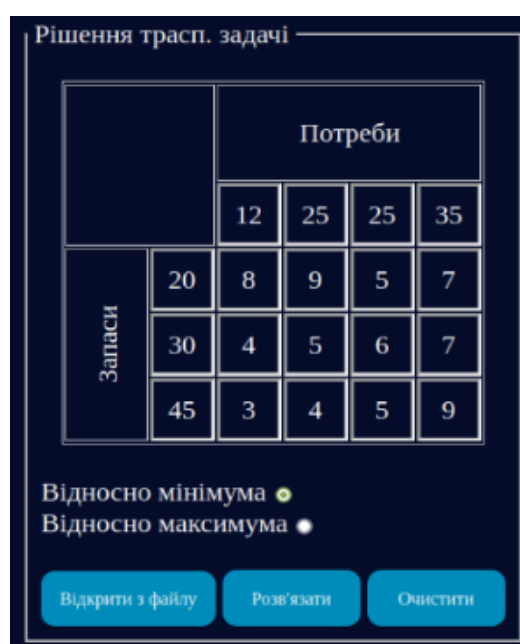 Рішення трасп. задачі
Потреби
12 25 25 35
Запаси
20 8 9 5 7
30 4 5 6 7
45 3 4 5 9
Відносно мінімума
Відносно максимума
Відкрити з файлу Розв'язати Очистити